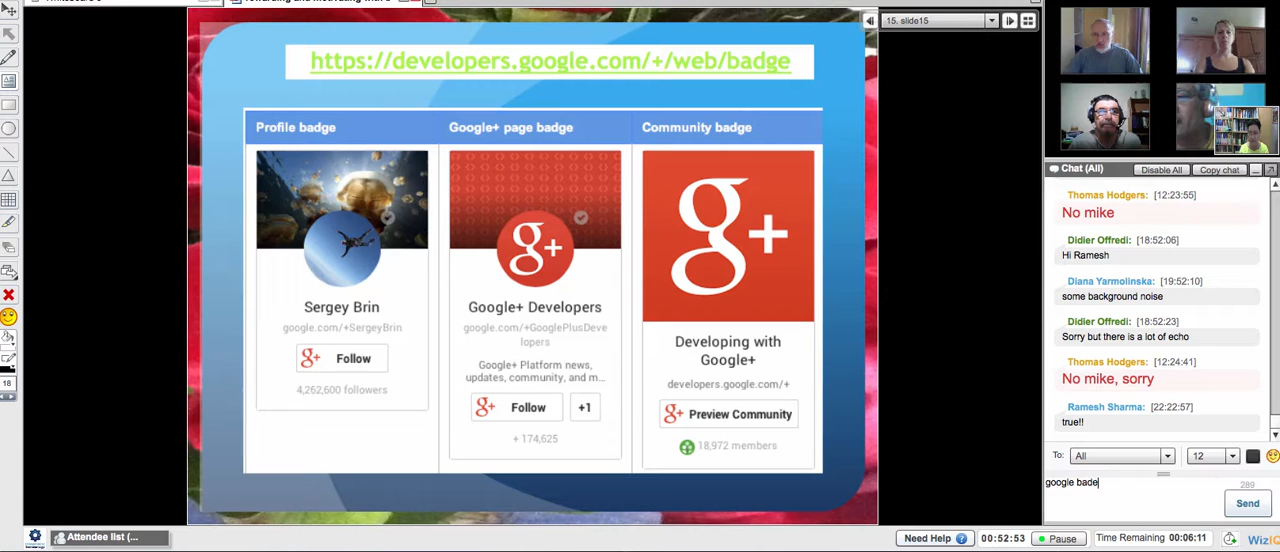 15. slide15
https://developers.google.com/+/web/badge
Profile badge
Google+ page badge
Community badge
g+
g+
Sergey Brin
google.com/+SergeyBrin
g+ Follow
4,262,600 followers
Google+ Developers
google.com/+GooglePlusDeve
lopers
Google+ Platform news,
updates, community, and m...
g+ Follow
+1
+ 174,625
Developing with
Google+
developers.google.com/+
g+ Preview Community
18,972 members
Chat (All)
Disable All
Copy chat
Thomas Hodgers: [12:23:55]
No mike
Didier Offredi: [18:52:06]
Hi Ramesh
Diana Yarmolinska: [19:52:10]
some background noise
Didier Offredi: [18:52:23]
Sorry but there is a lot of echo
Thomas Hodgers: [12:24:41]
No mike, sorry
Ramesh Sharma: [22:22:57]
true!!
To: All
12
google bade
289
Send
18
Attendee list (...
Need Help ?
00:52:53
Pause
Time Remaining 00:06:11
WizIQ